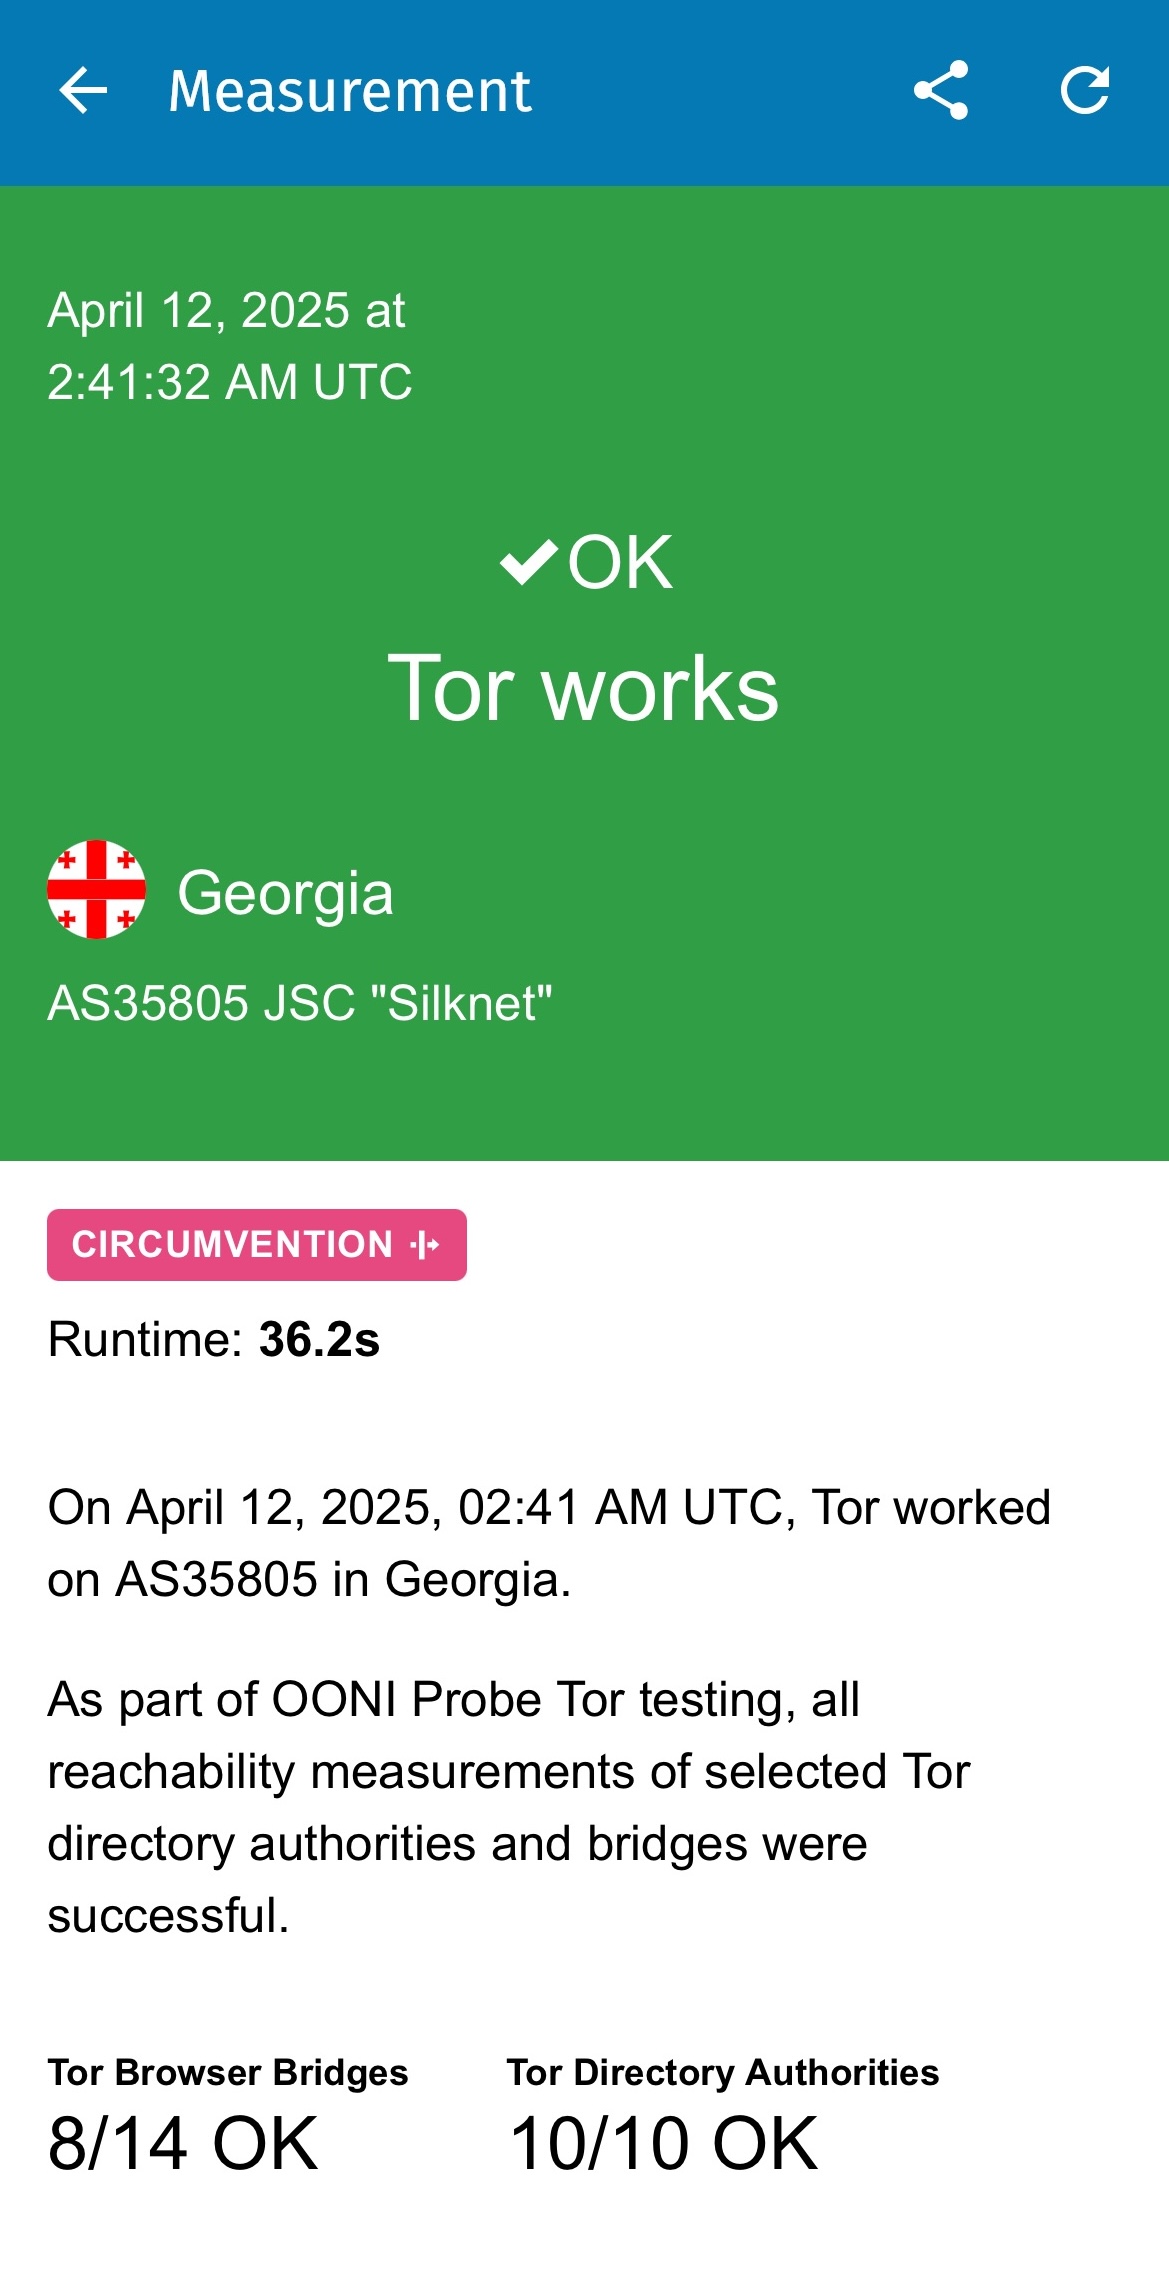 Measurement
April 12, 2025 at
2:41:32 AM UTC
OK
Tor works
Georgia
AS35805 JSC "Silknet"
CIRCUMVENTION
Runtime: 36.2s
On April 12, 2025, 02:41 AM UTC, Tor worked
on AS35805 in Georgia.
As part of OONI Probe Tor testing, all
reachability measurements of selected Tor
directory authorities and bridges were
successful.
Tor Browser Bridges
8/14 OK
Tor Directory Authorities
10/10 OK